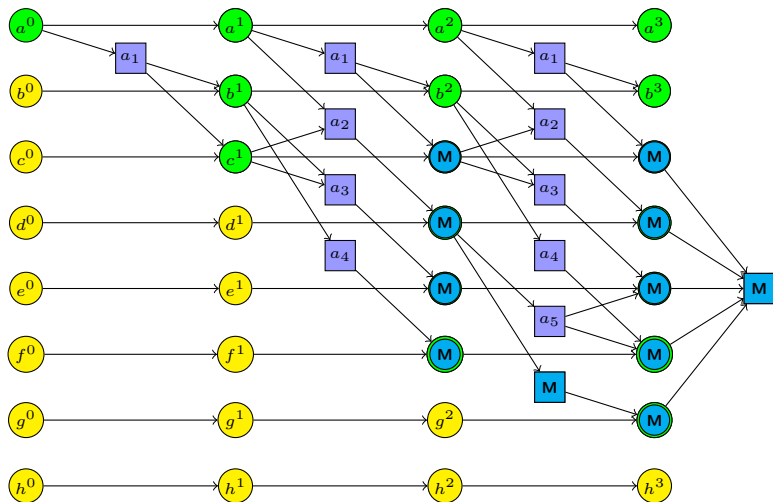 a⁰ a¹ a² a³
a₁ a₁ a₁
b⁰ b¹ b² b³
a₂ a₂
c⁰ c¹ M M
a₃ a₃
d⁰ d¹ M M
a₄ a₄
e⁰ e¹ M M M
a₅
f⁰ f¹ M M
M
g⁰ g¹ g² M
h⁰ h¹ h² h³